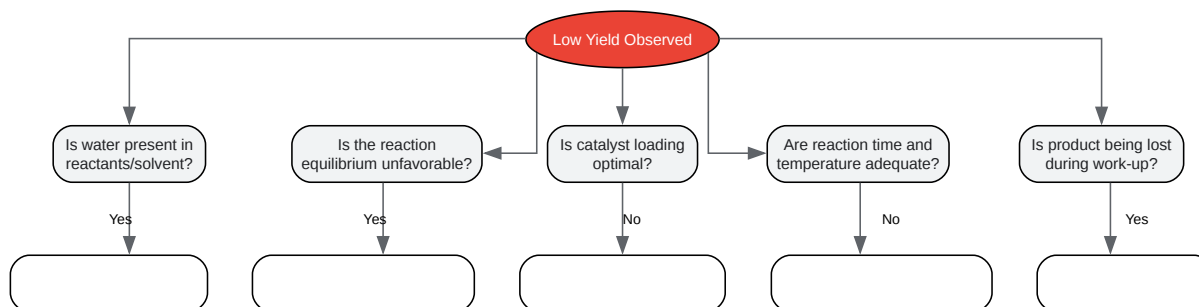 Low Yield Observed
Is water present in
reactants/solvent?
Is the reaction
equilibrium unfavorable?
Is catalyst loading
optimal?
Are reaction time and
temperature adequate?
Is product being lost
during work-up?
Yes
Yes
No
No
Yes